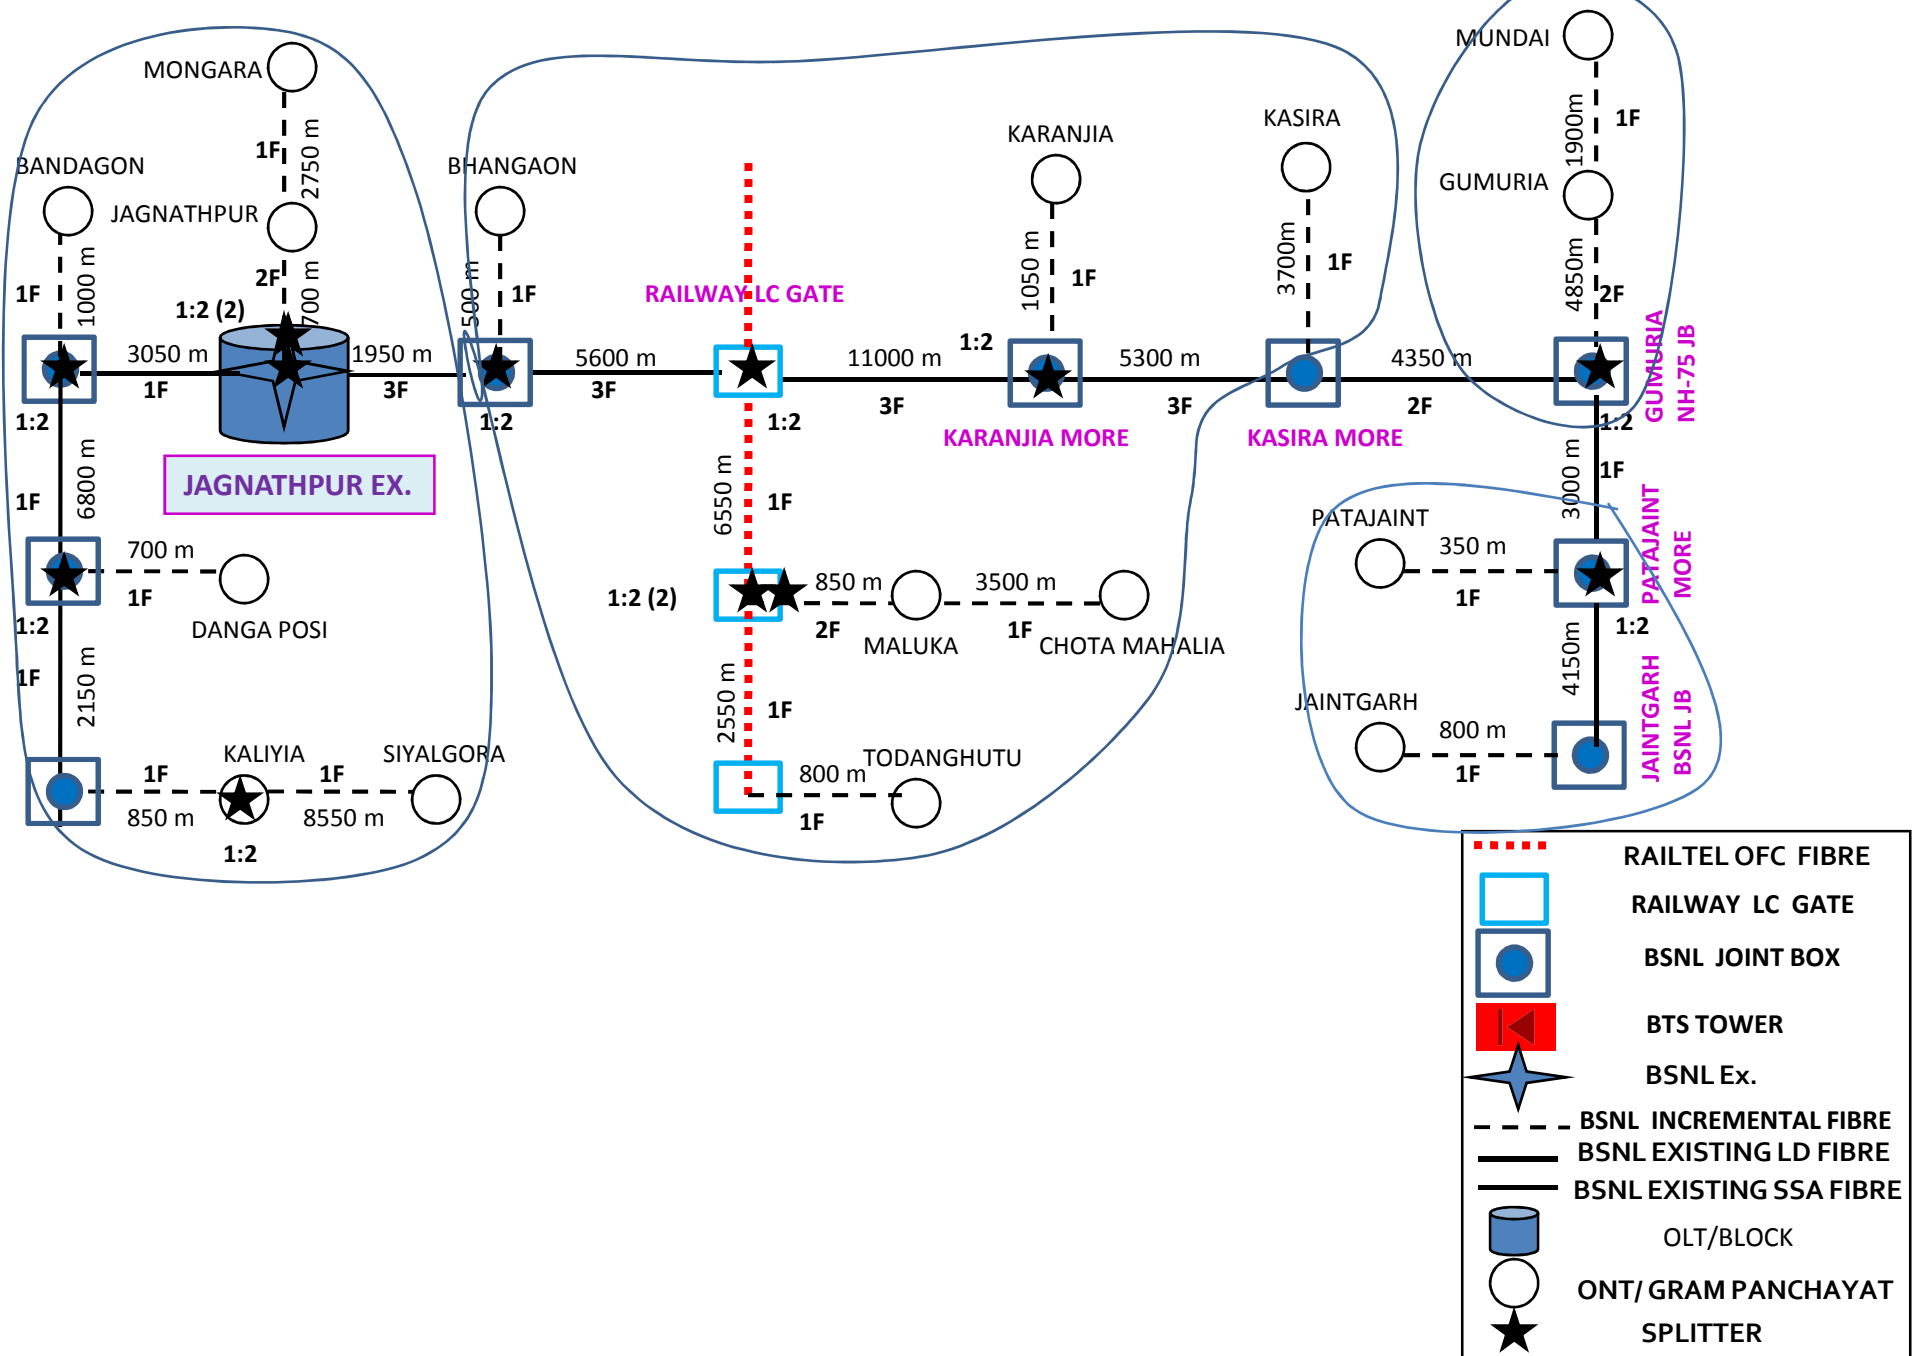 MUNDAI
MONGARA
1900m
1F
KASIRA
KARANJIA
1F
2750 m
BANDAGON
BHANGAON
GUMURIA
JAGNATHPUR
1F
1000 m
2F
700 m
1:2 (2)
500 m
1F
RAILWAY LC GATE
1050 m
1F
3700m
1F
4850m
2F
GUMURIA
NH-75 JB
3050 m
1F
1950 m
3F
5600 m
3F
11000 m
3F
1:2
5300 m
3F
4350 m
2F
1:2
1:2
1:2
1:2
KARANJIA MORE
KASIRA MORE
JAGNATHPUR EX.
1F
6800 m
6550 m
1F
3000 m
1F
PATAJAINT
PATAJAINT
MORE
700 m
1F
350 m
1F
1:2 (2)
850 m
2F
3500 m
1F
1:2
DANGA POSI
MALUKA
CHOTA MAHALIA
1:2
1F
2150 m
2550 m
1F
4150m
JAINTGARH
BSNL JB
JAINTGARH
800 m
1F
KALIYIA
SIYALGORA
1F
850 m
1F
8550 m
1:2
TODANGHUTU
800 m
1F
RAILTEL OFC FIBRE
RAILWAY LC GATE
BSNL JOINT BOX
BTS TOWER
BSNL Ex.
BSNL INCREMENTAL FIBRE
BSNL EXISTING LD FIBRE
BSNL EXISTING SSA FIBRE
OLT/BLOCK
ONT/ GRAM PANCHAYAT
SPLITTER